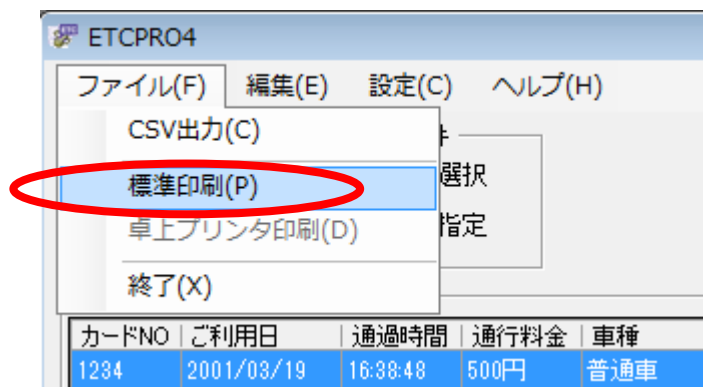 ETCPRO4
ファイル(F) 編集(E) 設定(C) ヘルプ(H)
CSV出力(C)
標準印刷(P)
選択
卓上プリンタ印刷(D)
指定
終了(X)
カードNO ご利用日 通過時間 通行料金 車種
1234 2001/03/19 16:38:48 500円 普通車